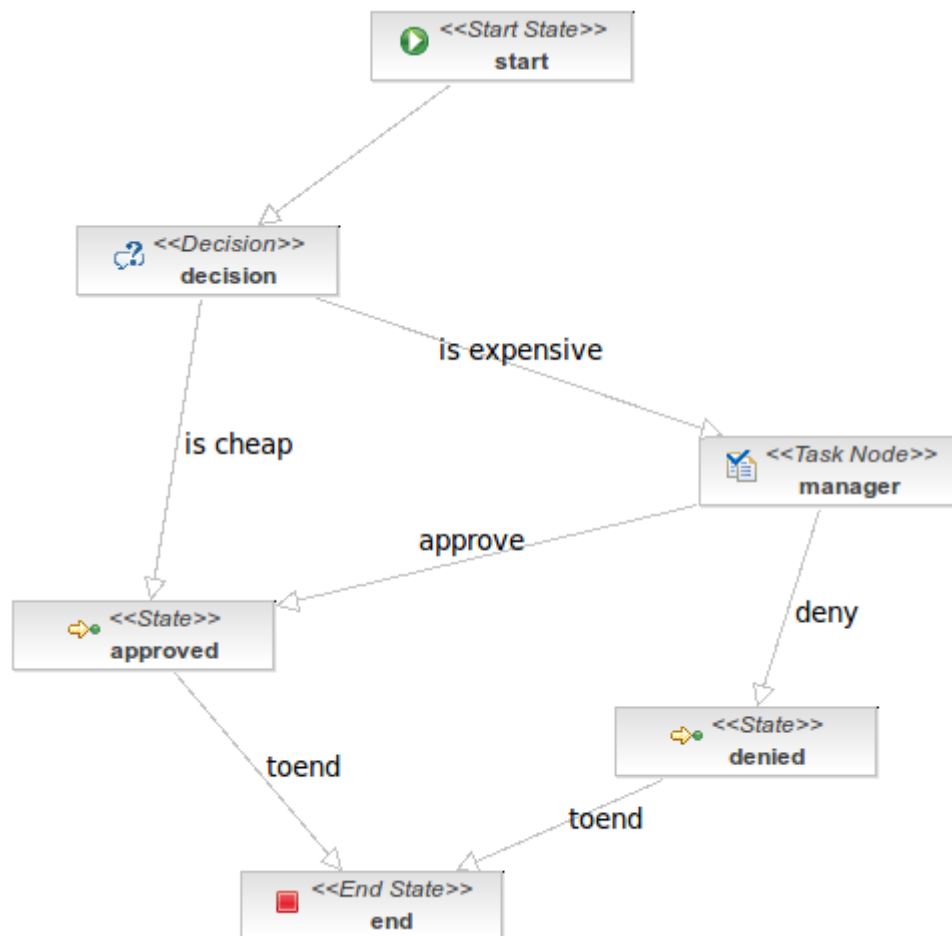 <<Start State>>
start
<<Decision>>
decision
is expensive
is cheap
<<Task Node>>
manager
approve
<<State>>
approved
deny
<<State>>
denied
toend
toend
<<End State>>
end